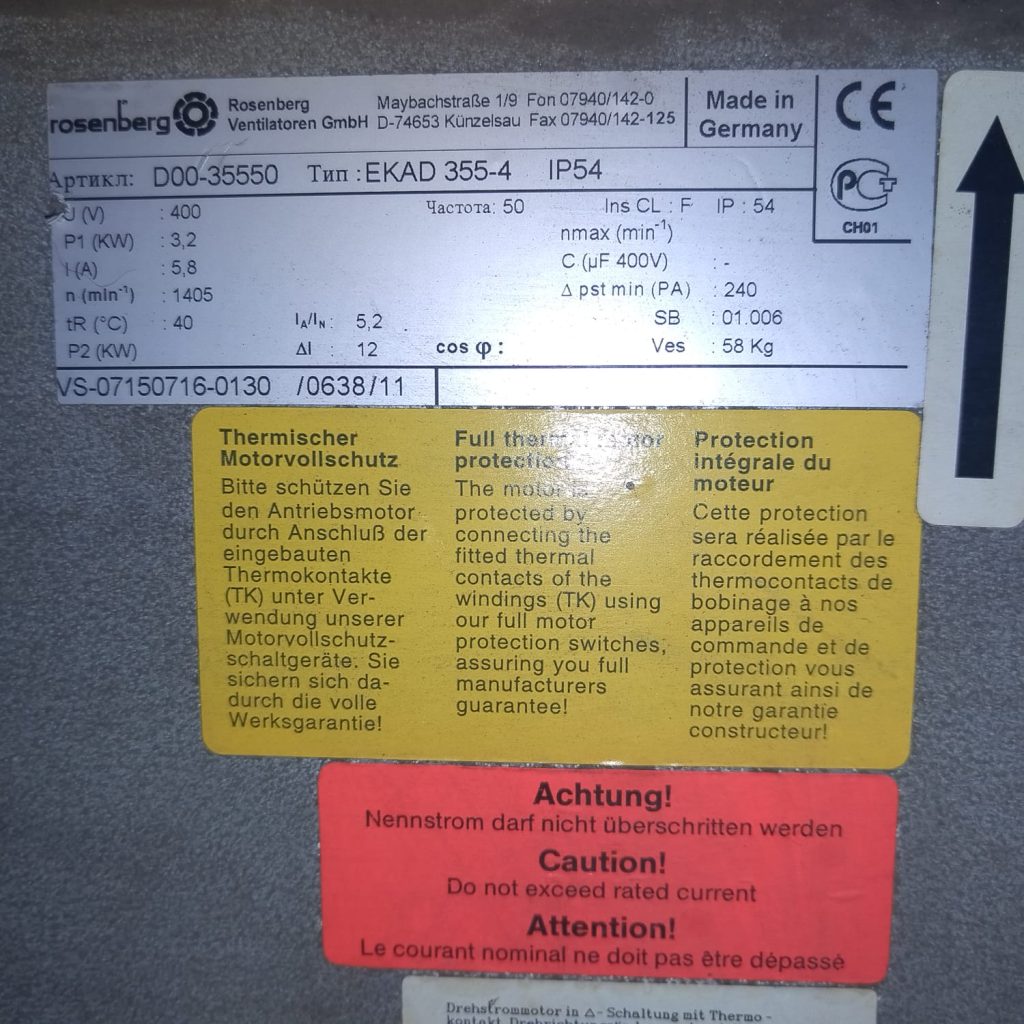 rosenberg
Rosenberg Ventilatoren GmbH
Maybachstraße 1/9 Fon 07940/142-0
D-74653 Künzelsau Fax 07940/142-125
Made in Germany
CE
Артикл: D00-35550 Тип : EKAD 355-4 IP54
PCT
CH01
U (V) : 400 Частота: 50 Ins CL : F IP : 54
P1 (KW) : 3,2 nmax (min⁻¹)
I (A) : 5,8 C (µF 400V) : -
n (min⁻¹) : 1405 Δ pst min (PA) : 240
tR (°C) : 40 IA/IN : 5,2 SB : 01.006
P2 (KW) ΔI : 12 cos φ : Ves : 58 Kg
VS-07150716-0130 /0638/11
Thermischer
Motorvollschutz
Bitte schützen Sie
den Antriebsmotor
durch Anschluß der
eingebauten
Thermokontakte
(TK) unter Ver-
wendung unserer
Motorvollschutz-
schaltgeräte. Sie
sichern sich da-
durch die volle
Werksgarantie!
Full thermal motor
protection
The motor is
protected by
connecting the
fitted thermal
contacts of the
windings (TK) using
our full motor
protection switches,
assuring you full
manufacturers
guarantee!
Protection
intégrale du
moteur
Cette protection
sera réalisée par le
raccordement des
thermocontacts de
bobinage à nos
appareils de
commande et de
protection vous
assurant ainsi de
notre garantie
constructeur!
Achtung!
Nennstrom darf nicht überschritten werden
Caution!
Do not exceed rated current
Attention!
Le courant nominal ne doit pas être dépassé
Drehstrommotor in △- Schaltung mit Thermo -